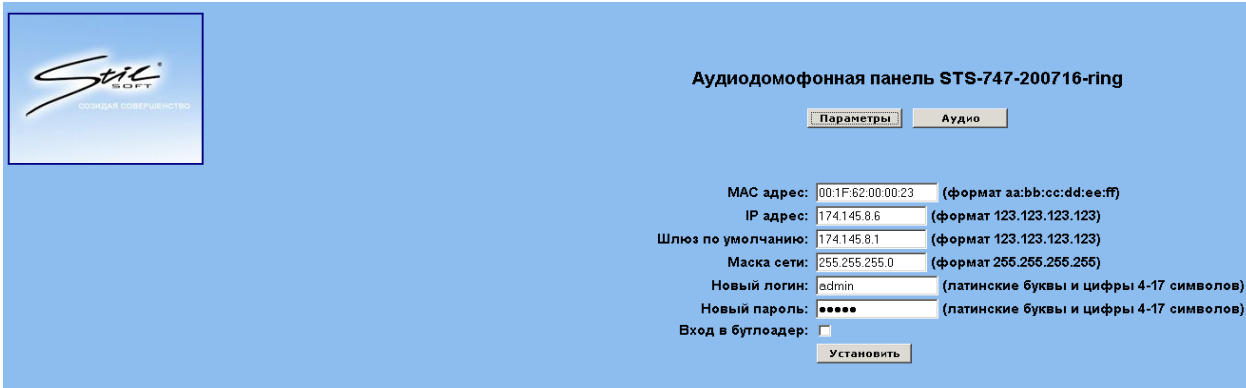 Stil
SOFT
СОЗИДАЯ СОВЕРШЕНСТВО
Аудиодомофонная панель STS-747-200716-ring
Параметры Аудио
MAC адрес: 00:1F:62:00:00:23 (формат aa:bb:cc:dd:ee:ff)
IP адрес: 174.145.8.6 (формат 123.123.123.123)
Шлюз по умолчанию: 174.145.8.1 (формат 123.123.123.123)
Маска сети: 255.255.255.0 (формат 255.255.255.255)
Новый логин: admin (латинские буквы и цифры 4-17 символов)
Новый пароль: ●●●●● (латинские буквы и цифры 4-17 символов)
Вход в бутлоадер:
Установить